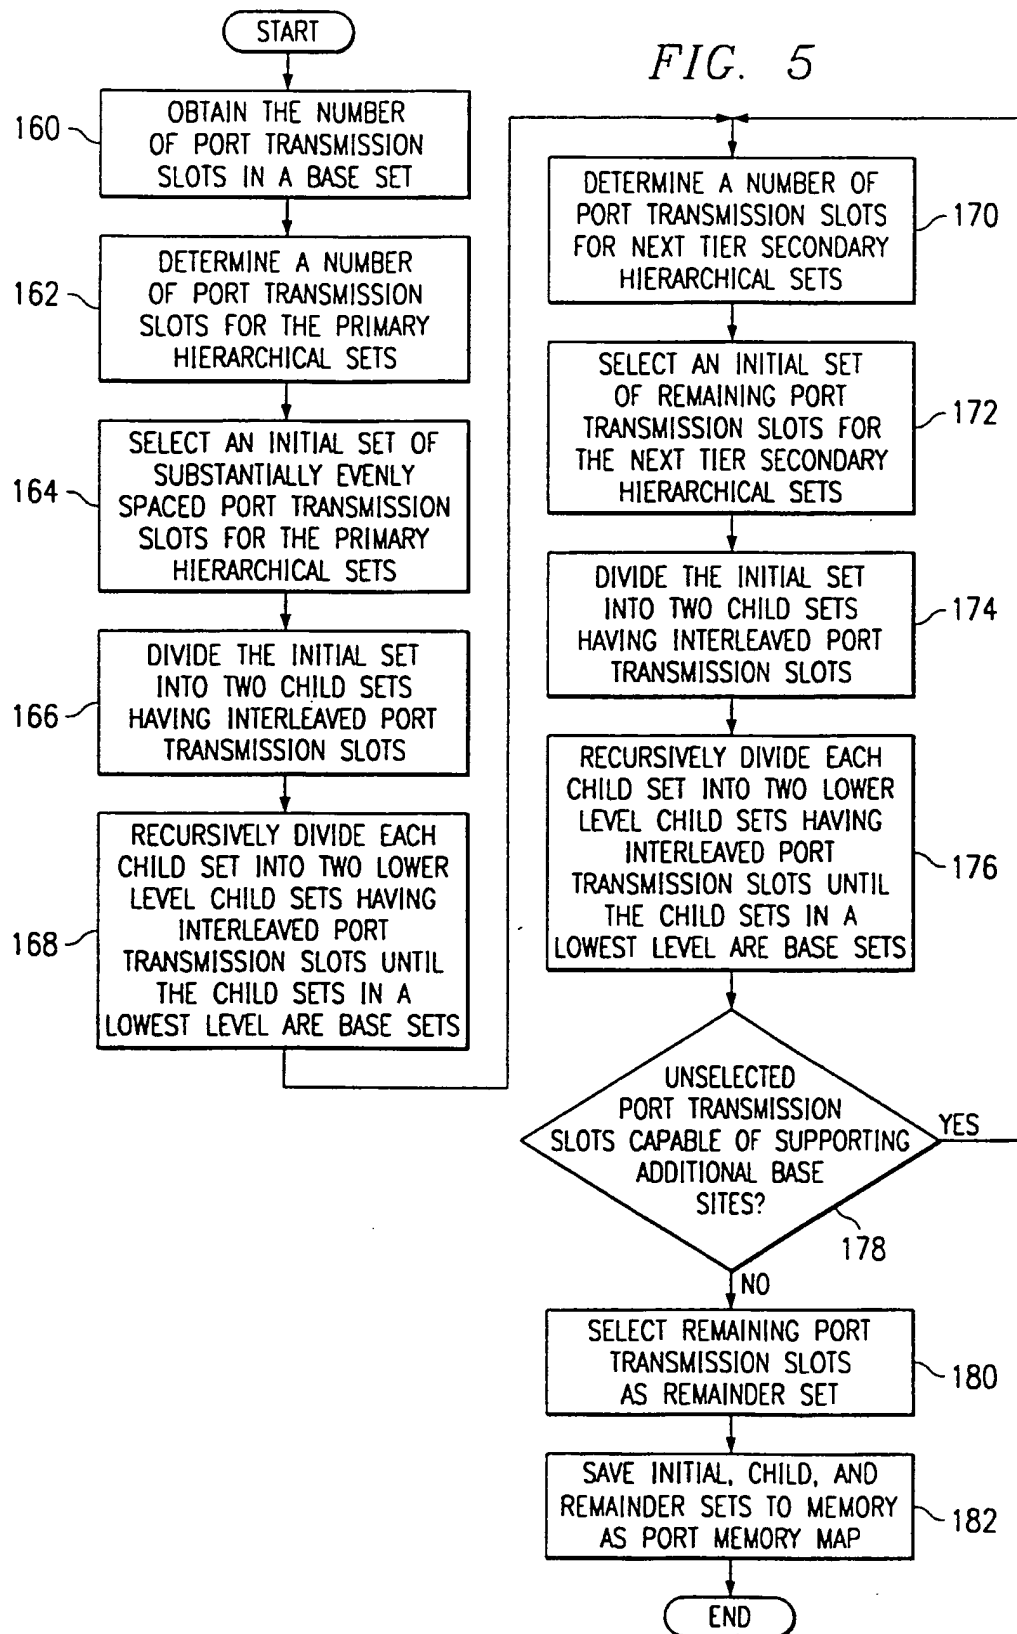 FIG. 5
START
160
OBTAIN THE NUMBER
OF PORT TRANSMISSION
SLOTS IN A BASE SET
162
DETERMINE A NUMBER
OF PORT TRANSMISSION
SLOTS FOR THE PRIMARY
HIERARCHICAL SETS
164
SELECT AN INITIAL SET OF
SUBSTANTIALLY EVENLY
SPACED PORT TRANSMISSION
SLOTS FOR THE PRIMARY
HIERARCHICAL SETS
166
DIVIDE THE INITIAL SET
INTO TWO CHILD SETS
HAVING INTERLEAVED PORT
TRANSMISSION SLOTS
168
RECURSIVELY DIVIDE EACH
CHILD SET INTO TWO LOWER
LEVEL CHILD SETS HAVING
INTERLEAVED PORT
TRANSMISSION SLOTS UNTIL
THE CHILD SETS IN A
LOWEST LEVEL ARE BASE SETS
DETERMINE A NUMBER OF
PORT TRANSMISSION SLOTS
FOR NEXT TIER SECONDARY
HIERARCHICAL SETS
170
SELECT AN INITIAL SET
OF REMAINING PORT
TRANSMISSION SLOTS FOR
THE NEXT TIER SECONDARY
HIERARCHICAL SETS
172
DIVIDE THE INITIAL SET
INTO TWO CHILD SETS
HAVING INTERLEAVED PORT
TRANSMISSION SLOTS
174
RECURSIVELY DIVIDE EACH
CHILD SET INTO TWO LOWER
LEVEL CHILD SETS HAVING
INTERLEAVED PORT
TRANSMISSION SLOTS UNTIL
THE CHILD SETS IN A
LOWEST LEVEL ARE BASE SETS
176
UNSELECTED
PORT TRANSMISSION
SLOTS CAPABLE OF SUPPORTING
ADDITIONAL BASE
SITES?
YES
178
NO
SELECT REMAINING PORT
TRANSMISSION SLOTS
AS REMAINDER SET
180
SAVE INITIAL, CHILD, AND
REMAINDER SETS TO MEMORY
AS PORT MEMORY MAP
182
END